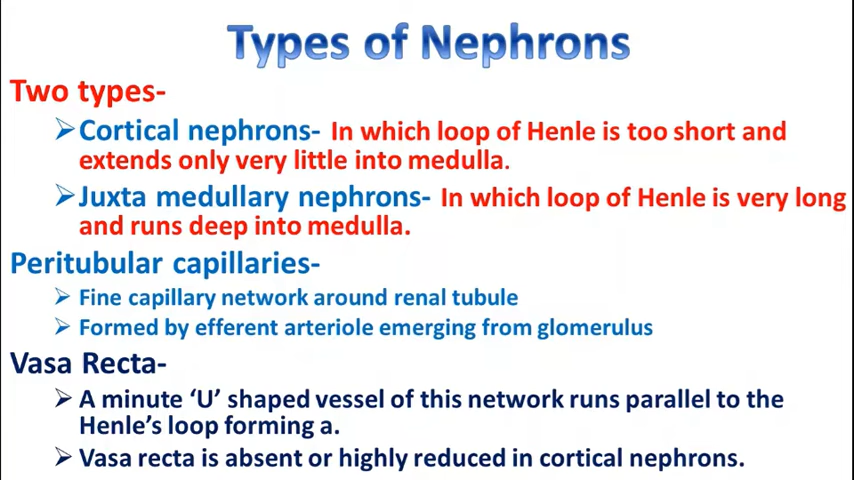 Types of Nephrons
Two types-
➢Cortical nephrons- In which loop of Henle is too short and
extends only very little into medulla.
➢Juxta medullary nephrons- In which loop of Henle is very long
and runs deep into medulla.
Peritubular capillaries-
➢ Fine capillary network around renal tubule
➢ Formed by efferent arteriole emerging from glomerulus
Vasa Recta-
➢ A minute ‘U’ shaped vessel of this network runs parallel to the
Henle’s loop forming a.
➢ Vasa recta is absent or highly reduced in cortical nephrons.